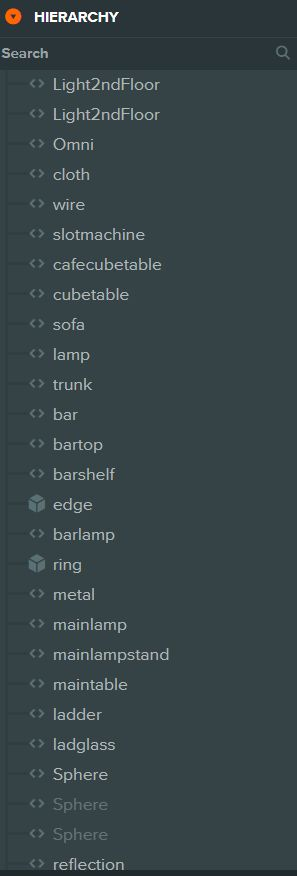 HIERARCHY
Search
Light2ndFloor
Light2ndFloor
Omni
cloth
wire
slotmachine
cafecubetable
cubetable
sofa
lamp
trunk
bar
bartop
barshelf
edge
barlamp
ring
metal
mainlamp
mainlampstand
maintable
ladder
ladglass
Sphere
Sphere
Sphere
reflection